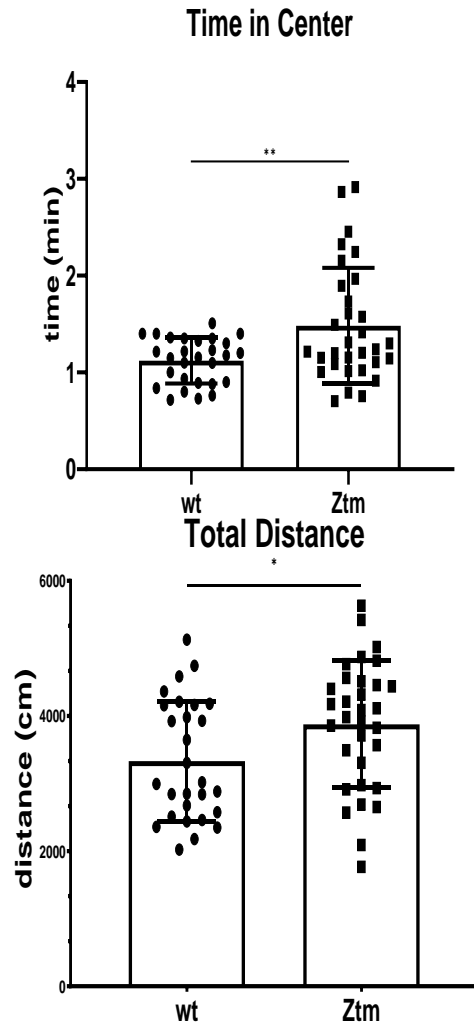 Time in Center
time (min)
4
3
2
1
0
**
wt Ztm
Total Distance
distance (cm)
6000
4000
2000
0
*
wt Ztm